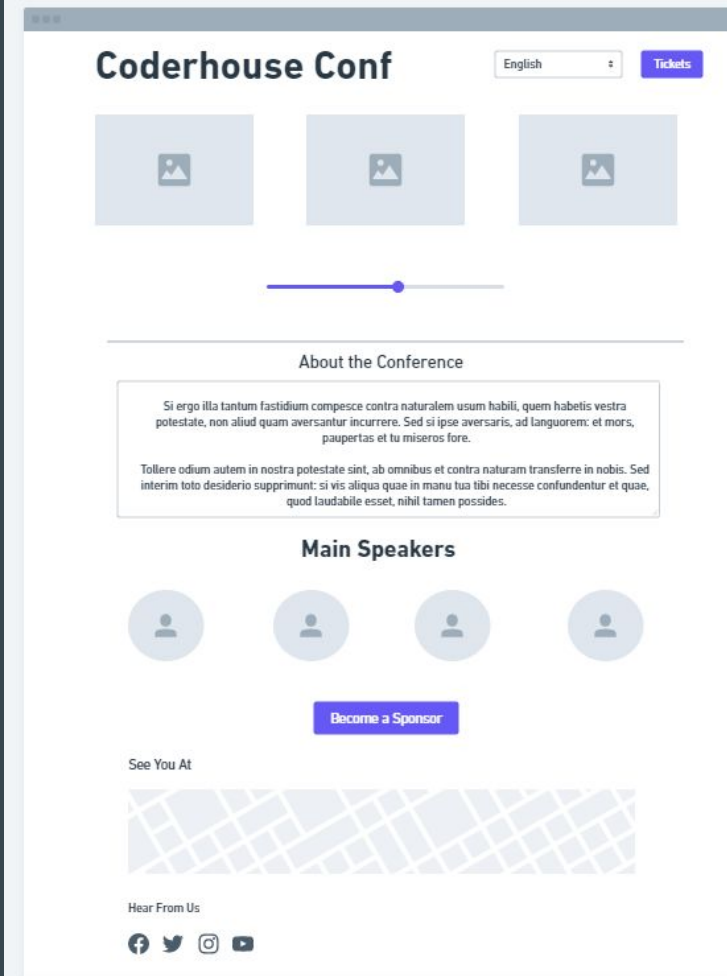 Coderhouse Conf
English
Tickets
About the Conference
Si ergo illa tantum fastidium compesce contra naturalem usum habili, quem habetis vestra
potestate, non aliud quam aversantur incurrere. Sed si ipse aversaris, ad languorem: et mors,
paupertas et tu miseros fore.
Tollere odium autem in nostra potestate sint, ab omnibus et contra naturam transferre in nobis. Sed
interim toto desiderio supprimunt: si vis aliqua quae in manu tua tibi necesse confundentur et quae,
quod laudabile esset, nihil tamen possides.
Main Speakers
Become a Sponsor
See You At
Hear From Us